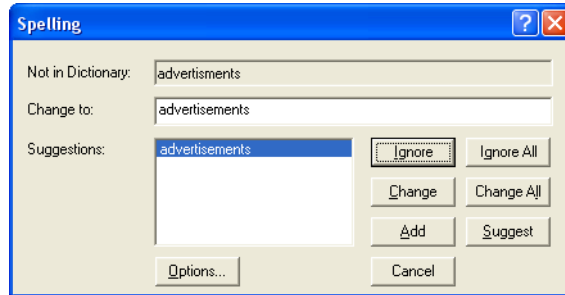 Spelling
Not in Dictionary: advertisments
Change to: advertisements
Suggestions: advertisements
Ignore Ignore All
Change Change All
Add Suggest
Options... Cancel